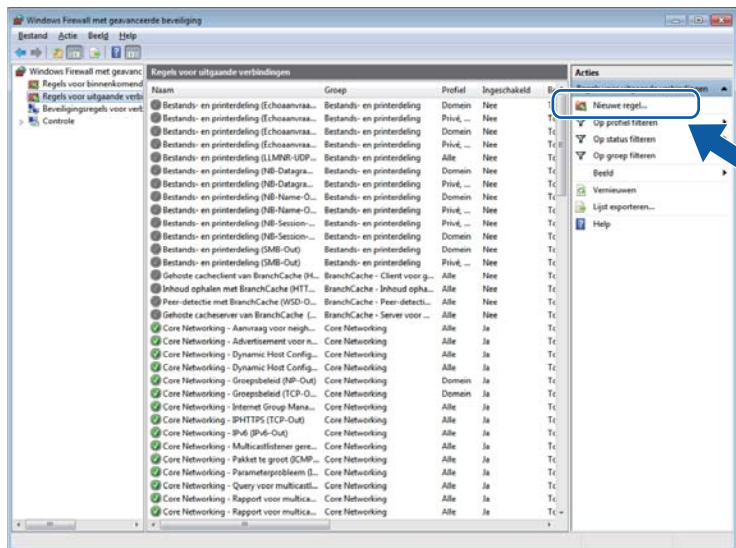 Windows Firewall met geavanceerde beveiliging
Bestand Actie Beeld Help
Windows Firewall met geavanc
Regels voor binnenkomend
Regels voor uitgaande verbi
Beveiligingsregels voor verb
Controle
Regels voor uitgaande verbindingen
Naam Groep Profiel Ingeschakeld
Bestands- en printerdeling (Echoaanvraa... Bestands- en printerdeling Domein Nee
Bestands- en printerdeling (Echoaanvraa... Bestands- en printerdeling Privé, ... Nee
Bestands- en printerdeling (Echoaanvraa... Bestands- en printerdeling Domein Nee
Bestands- en printerdeling (Echoaanvraa... Bestands- en printerdeling Privé, ... Nee
Bestands- en printerdeling (LLMNR-UDP... Bestands- en printerdeling Alle Nee
Bestands- en printerdeling (NB-Datagra... Bestands- en printerdeling Domein Nee
Bestands- en printerdeling (NB-Datagra... Bestands- en printerdeling Privé, ... Nee
Bestands- en printerdeling (NB-Name-O... Bestands- en printerdeling Domein Nee
Bestands- en printerdeling (NB-Name-O... Bestands- en printerdeling Privé, ... Nee
Bestands- en printerdeling (NB-Session-... Bestands- en printerdeling Privé, ... Nee
Bestands- en printerdeling (NB-Session-... Bestands- en printerdeling Domein Nee
Bestands- en printerdeling (SMB-Out) Bestands- en printerdeling Domein Nee
Bestands- en printerdeling (SMB-Out) Bestands- en printerdeling Privé, ... Nee
Gehoste cacheclient van BranchCache (H... BranchCache - Client voor g... Alle Nee
Inhoud ophalen met BranchCache (HTT... BranchCache - Inhoud opha... Alle Nee
Peer-detectie met BranchCache (WSD-O... BranchCache - Peer-detecti... Alle Nee
Gehoste cacheserver van BranchCache (... BranchCache - Server voor ... Alle Nee
Core Networking - Aanvraag voor neigh... Core Networking Alle Ja
Core Networking - Advertisement voor n... Core Networking Alle Ja
Core Networking - Dynamic Host Config... Core Networking Alle Ja
Core Networking - Dynamic Host Config... Core Networking Alle Ja
Core Networking - Groepsbeleid (NP-Out) Core Networking Domein Ja
Core Networking - Groepsbeleid (TCP-O... Core Networking Domein Ja
Core Networking - Internet Group Mana... Core Networking Alle Ja
Core Networking - IPHTTPS (TCP-Out) Core Networking Alle Ja
Core Networking - IPv6 (IPv6-Out) Core Networking Alle Ja
Core Networking - Multicastlistener gere... Core Networking Alle Ja
Core Networking - Pakket te groot (ICMP... Core Networking Alle Ja
Core Networking - Parameterprobleem (I... Core Networking Alle Ja
Core Networking - Query voor multicastl... Core Networking Alle Ja
Core Networking - Rapport voor multica... Core Networking Alle Ja
Core Networking - Rapport voor multica... Core Networking Alle Ja
Acties
Regels voor uitgaande verbindingen
Nieuwe regel...
Op profiel filteren
Op status filteren
Op groep filteren
Beeld
Vernieuwen
Lijst exporteren...
Help